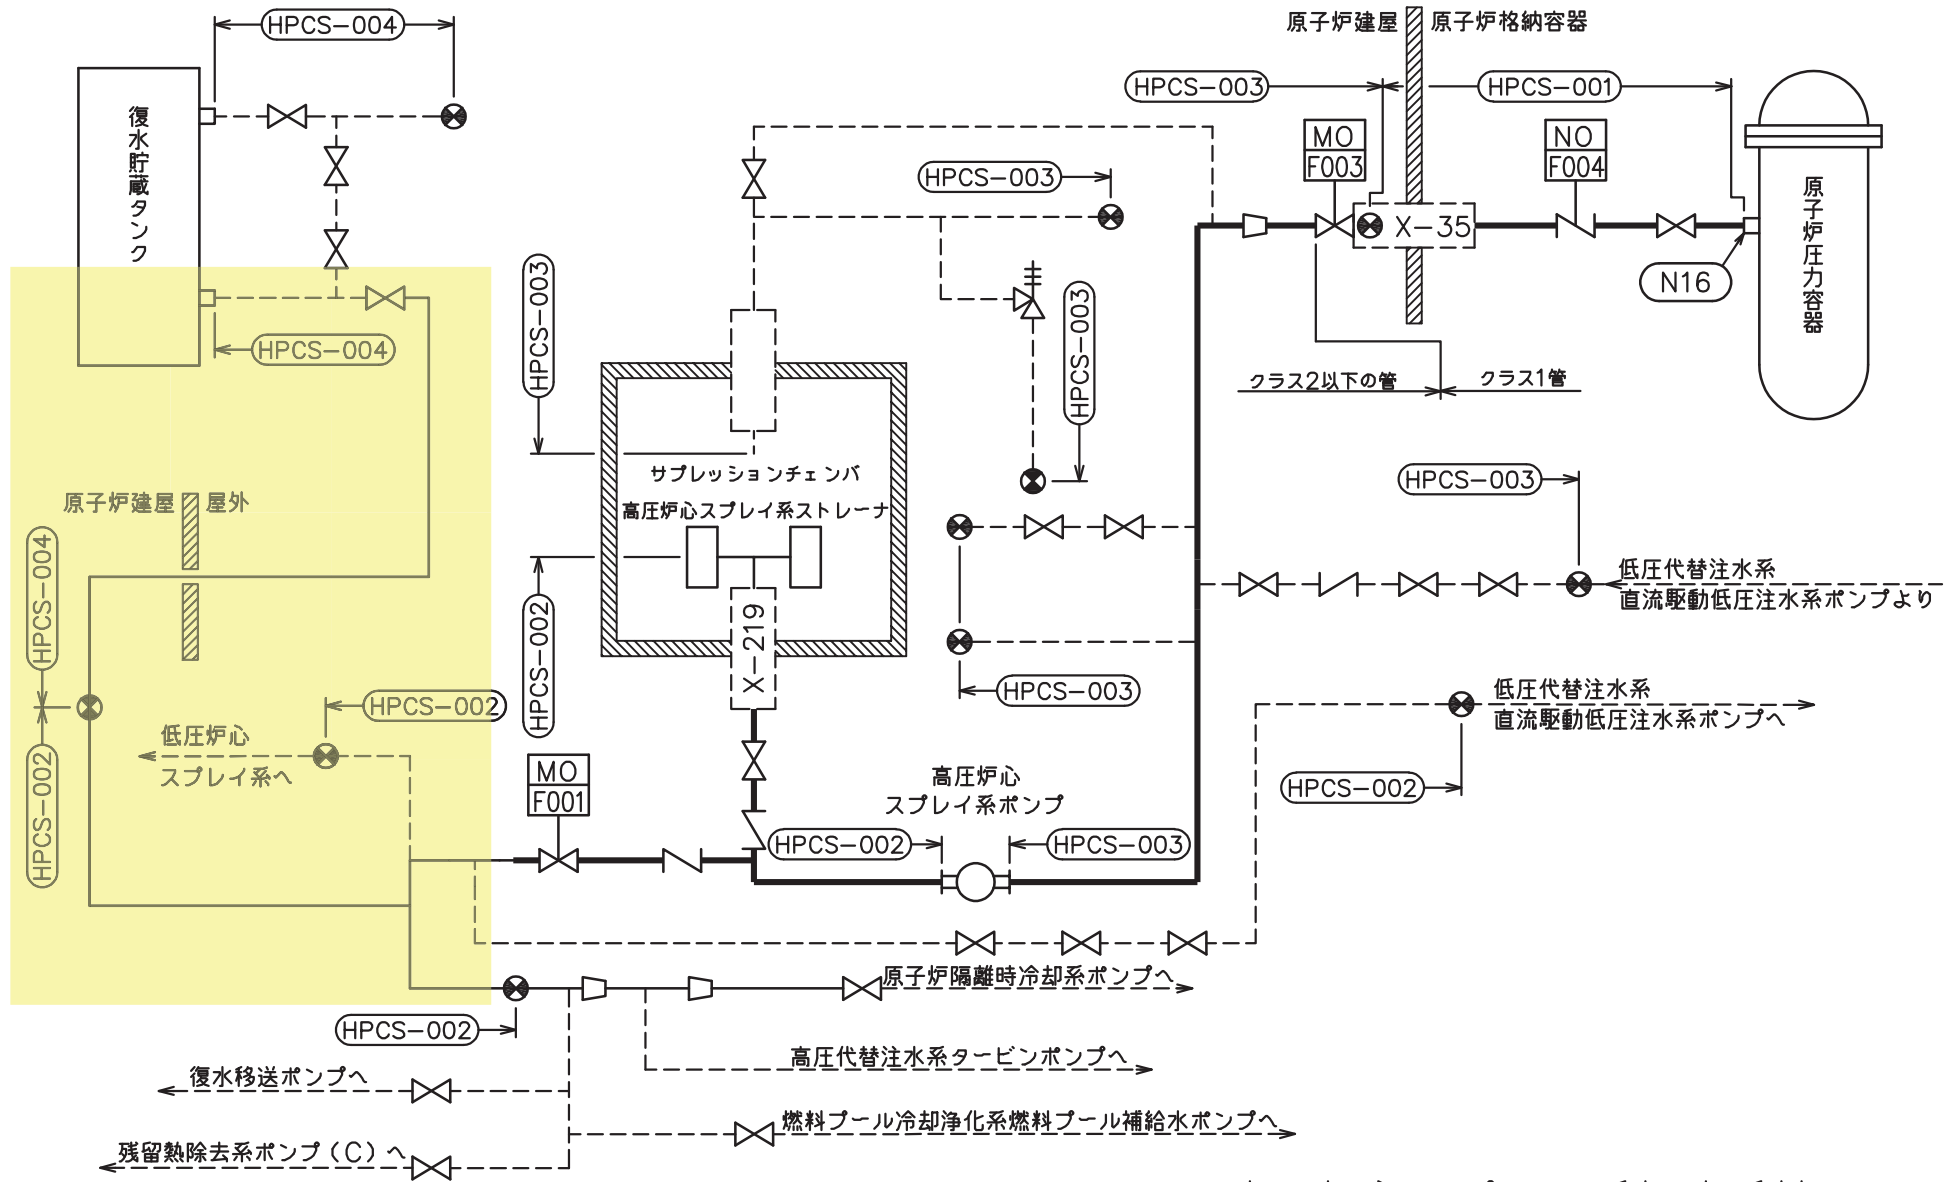 HPCS-004
原子炉建屋
原子炉格納容器
HPCS-003
HPCS-001
復水貯蔵タンク
MO
F003
NO
F004
HPCS-003
X-35
原子炉圧力容器
N16
HPCS-003
HPCS-003
HPCS-004
クラス2以下の管
クラス1管
サプレッションチェンバ
高圧炉心スプレイ系ストレーナ
HPCS-003
原子炉建屋
屋外
HPCS-004
低圧代替注水系
直流駆動低圧注水系ポンプより
HPCS-002
X-219
HPCS-003
HPCS-002
低圧代替注水系
直流駆動低圧注水系ポンプへ
低圧炉心
スプレイ系へ
HPCS-002
MO
F001
高圧炉心
スプレイ系ポンプ
HPCS-002
HPCS-002
HPCS-003
原子炉隔離時冷却系ポンプへ
HPCS-002
高圧代替注水系タービンポンプへ
復水移送ポンプへ
燃料プール冷却浄化系燃料プール補給水ポンプへ
残留熱除去系ポンプ(C)へ